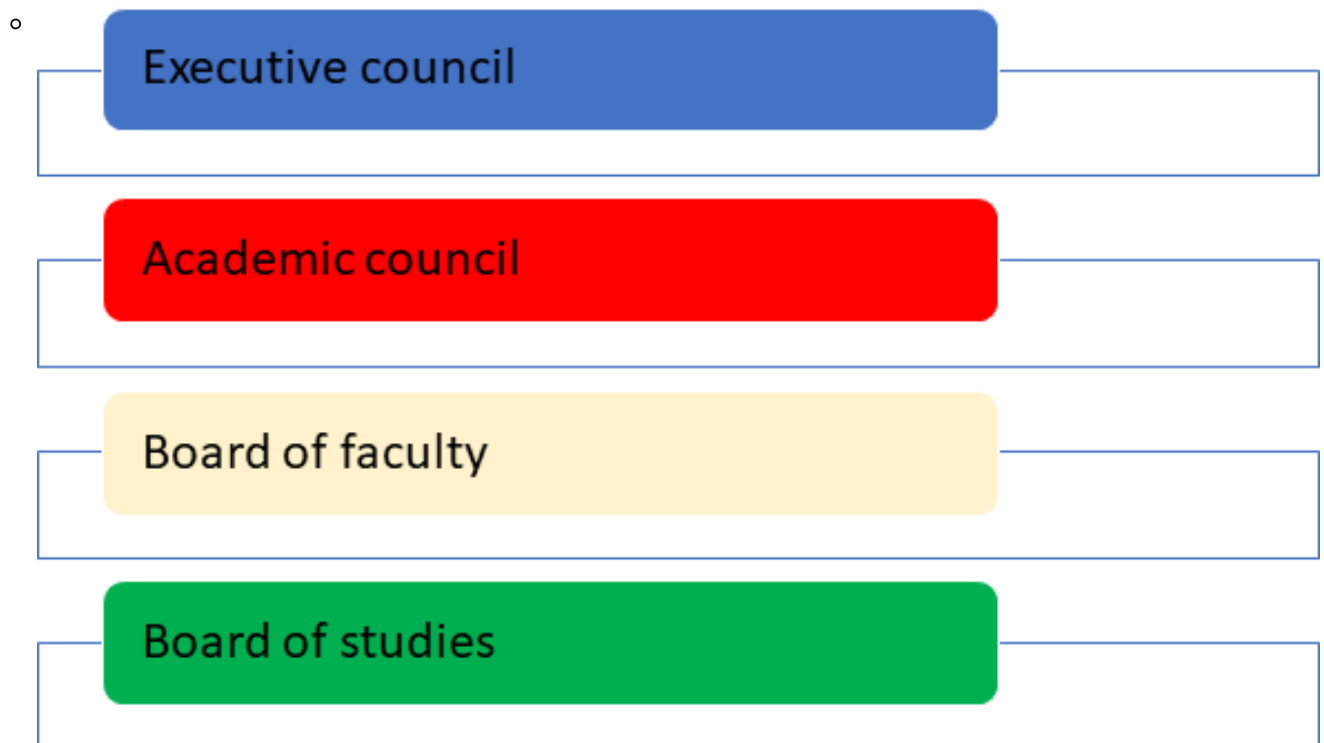 Executive council
Academic council
Board of faculty
Board of studies